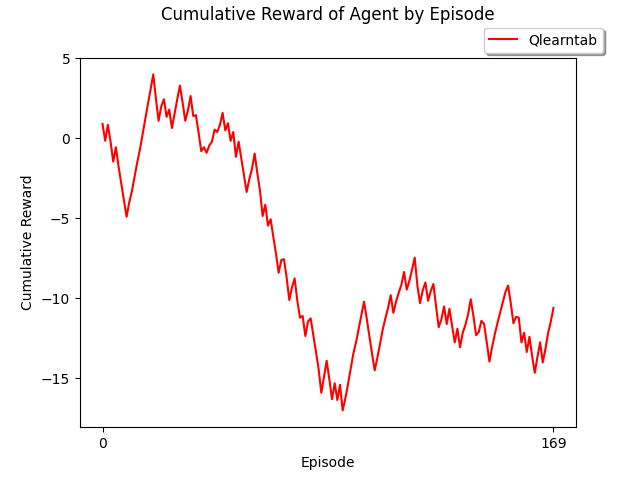 Cumulative Reward of Agent by Episode
Qlearntab
5
0
−5
−10
−15
Cumulative Reward
0
169
Episode